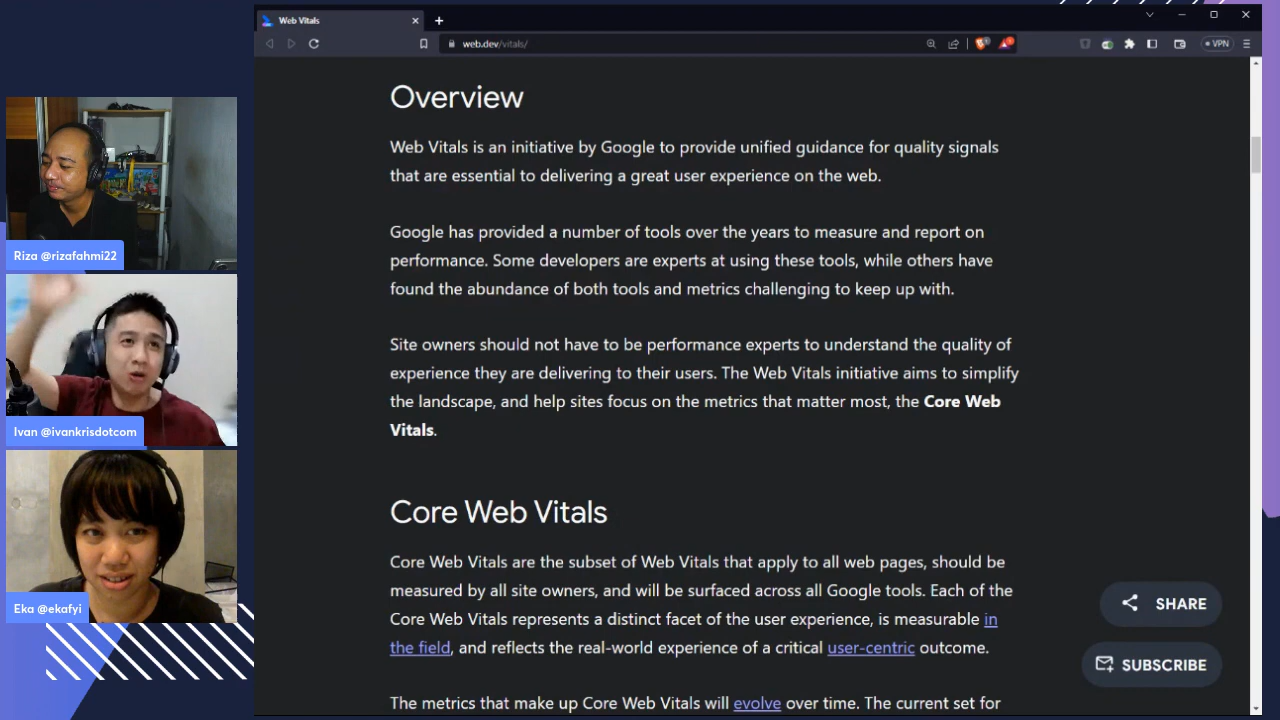 Web Vitals
web.dev/vitals/
VPN
Overview
Web Vitals is an initiative by Google to provide unified guidance for quality signals
that are essential to delivering a great user experience on the web.
Google has provided a number of tools over the years to measure and report on
performance. Some developers are experts at using these tools, while others have
found the abundance of both tools and metrics challenging to keep up with.
Site owners should not have to be performance experts to understand the quality of
experience they are delivering to their users. The Web Vitals initiative aims to simplify
the landscape, and help sites focus on the metrics that matter most, the Core Web
Vitals.
Core Web Vitals
Core Web Vitals are the subset of Web Vitals that apply to all web pages, should be
measured by all site owners, and will be surfaced across all Google tools. Each of the
Core Web Vitals represents a distinct facet of the user experience, is measurable in
the field, and reflects the real-world experience of a critical user-centric outcome.
The metrics that make up Core Web Vitals will evolve over time. The current set for
SHARE
SUBSCRIBE
Riza @rizafahmi22
Ivan @ivankrisdotcom
Eka @ekafyi